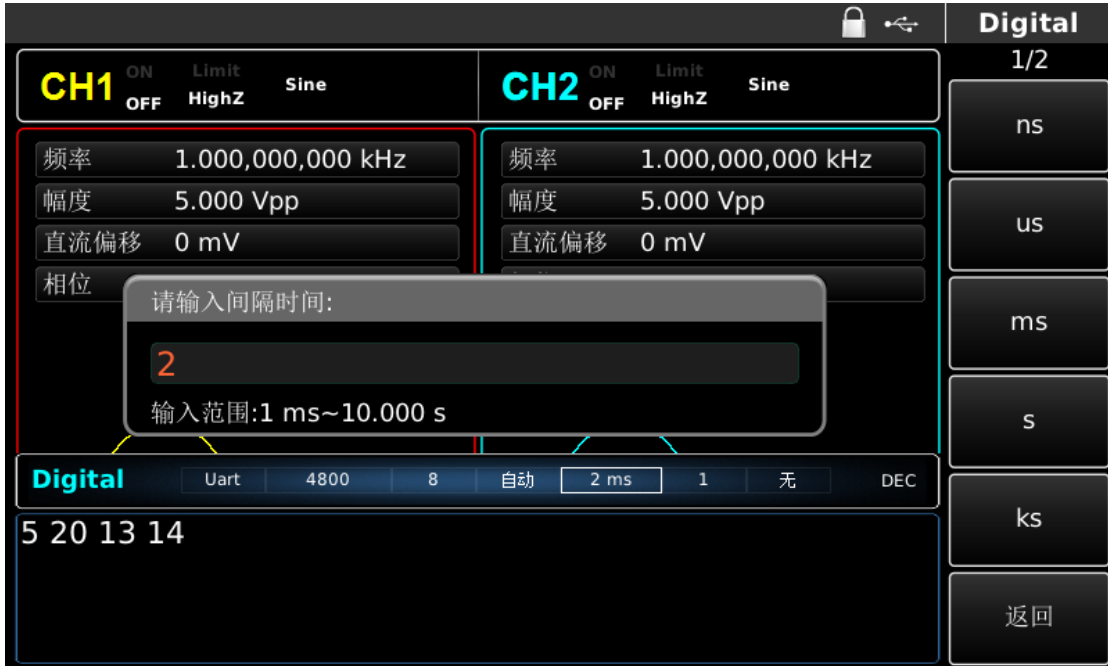 Digital
1/2
CH1 ON OFF Limit HighZ Sine
CH2 ON OFF Limit HighZ Sine
频率 1.000,000,000 kHz
幅度 5.000 Vpp
直流偏移 0 mV
相位
频率 1.000,000,000 kHz
幅度 5.000 Vpp
直流偏移 0 mV
请输入间隔时间:
2
输入范围:1 ms~10.000 s
Digital Uart 4800 8 自动 2 ms 1 无 DEC
5 20 13 14
ns
us
ms
s
ks
返回